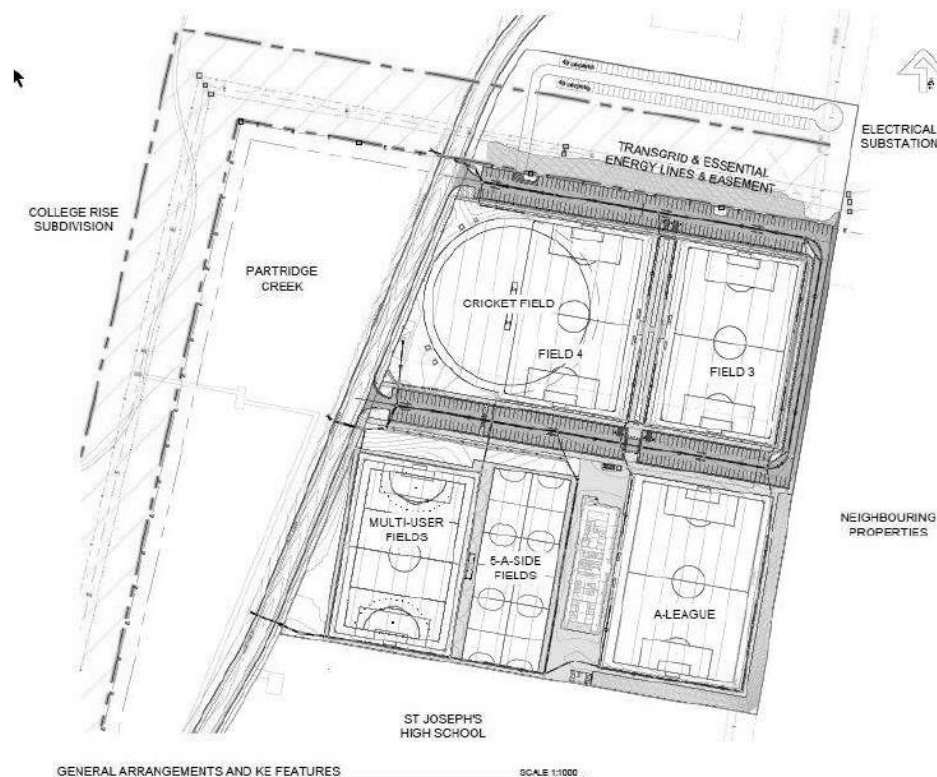 ELECTRICAL
SUBSTATION
TRANSGRID & ESSENTIAL
ENERGY LINES & EASEMENT
COLLEGE RISE
SUBDIVISION
PARTRIDGE
CREEK
CRICKET FIELD
FIELD 4
FIELD 3
MULTI-USER
FIELDS
5-A-SIDE
FIELDS
A-LEAGUE
NEIGHBOURING
PROPERTIES
ST JOSEPH'S
HIGH SCHOOL
GENERAL ARRANGEMENTS AND KE FEATURES
SCALE 1:1000